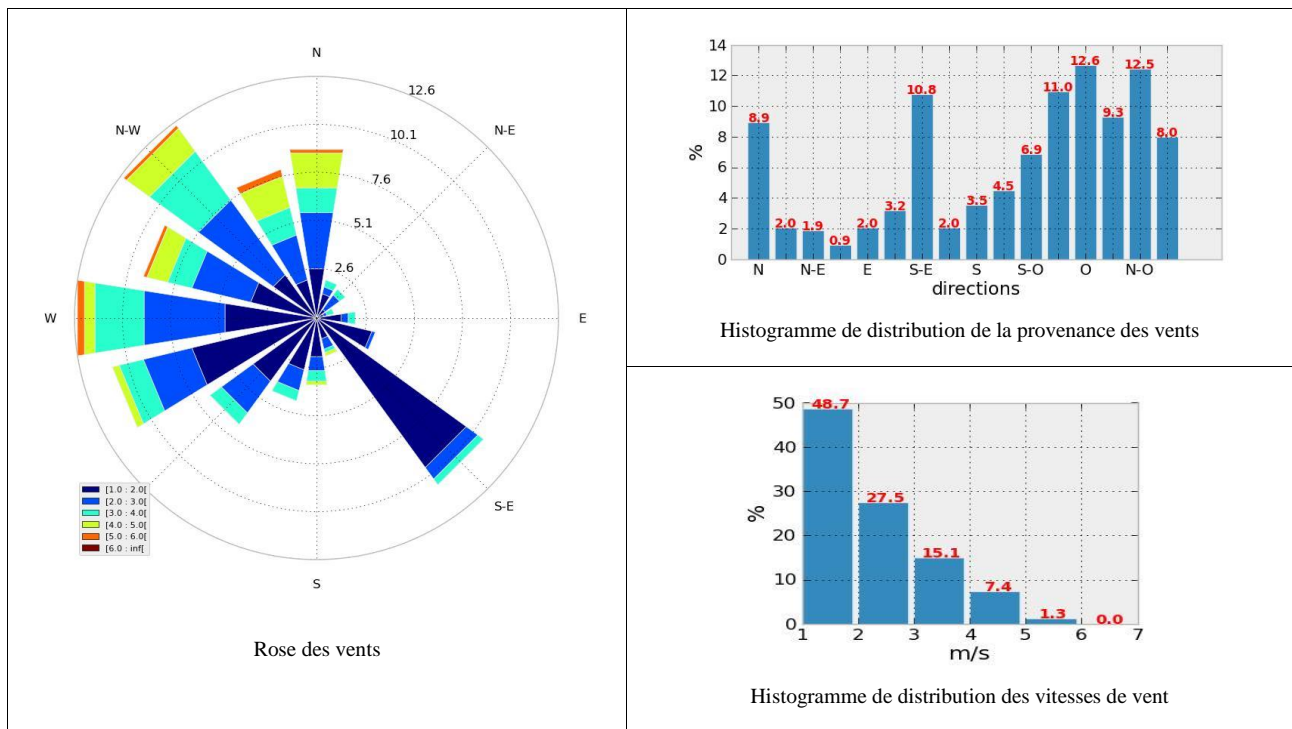 N
12.6
N-W
N-E
10.1
7.6
5.1
2.6
W
E
S-E
S
[1.0 : 2.0[
[2.0 : 3.0[
[3.0 : 4.0[
[4.0 : 5.0[
[5.0 : 6.0[
[6.0 : inf[
Rose des vents
14
12
10
8
6
4
2
0
%
8.9 2.0 1.9 0.9 2.0 3.2 10.8 2.0 3.5 4.5 6.9 11.0 12.6 9.3 12.5 8.0
N N-E E S-E S S-O O N-O
directions
Histogramme de distribution de la provenance des vents
50
40
30
20
10
0
%
48.7 27.5 15.1 7.4 1.3 0.0
1 2 3 4 5 6 7
m/s
Histogramme de distribution des vitesses de vent